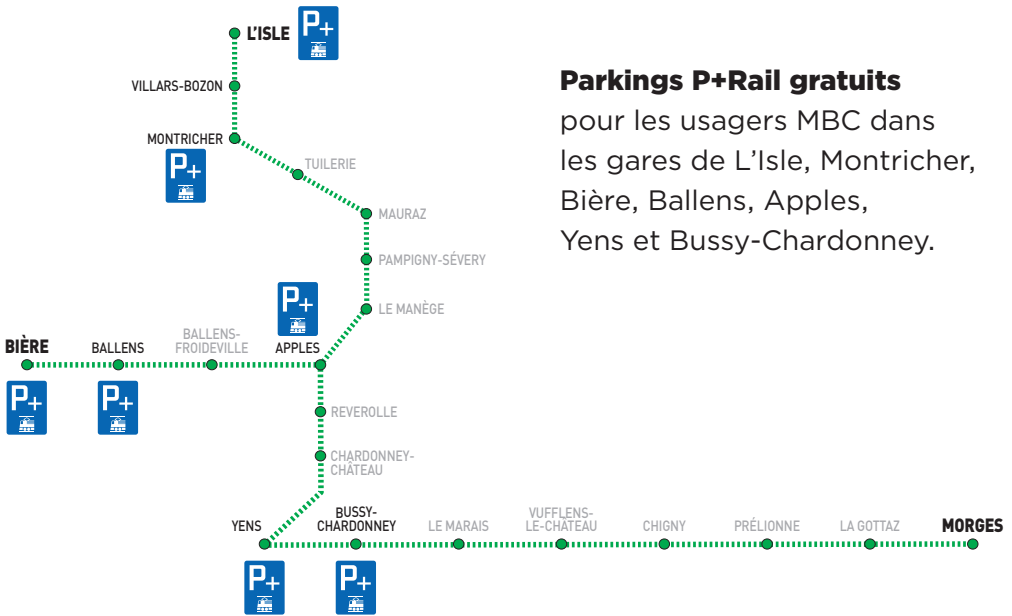 L'ISLE
P+
VILLARS-BOZON
MONTRICHER
P+
TUILERIE
MAURAZ
PAMPIGNY-SÉVERY
LE MANÈGE
P+
BIÈRE
BALLENS
BALLENS-
FROIDEVILLE
APPLES
P+
P+
REVEROLLE
CHARDONNEY-
CHÂTEAU
YENS
BUSSY-
CHARDONNEY
LE MARAIS
VUFFLENS-
LE-CHÂTEAU
CHIGNY
PRÉLIONNE
LA GOTTAZ
MORGES
P+
P+
Parkings P+Rail gratuits
pour les usagers MBC dans
les gares de L'Isle, Montricher,
Bière, Ballens, Apples,
Yens et Bussy-Chardonney.